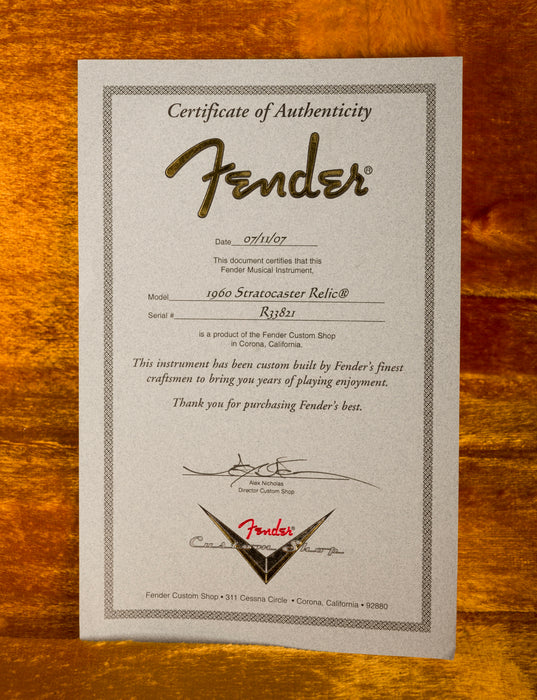 Certificate of Authenticity
Fender®
Date 07/11/07
This document certifies that this
Fender Musical Instrument,
Model 1960 Stratocaster Relic®
Serial # R33821
is a product of the Fender Custom Shop
in Corona, California.
This instrument has been custom built by Fender's finest
craftsmen to bring you years of playing enjoyment.
Thank you for purchasing Fender's best.
Alex Nicholas
Director Custom Shop
Fender®
Custom Shop
Fender Custom Shop • 311 Cessna Circle • Corona, California • 92880